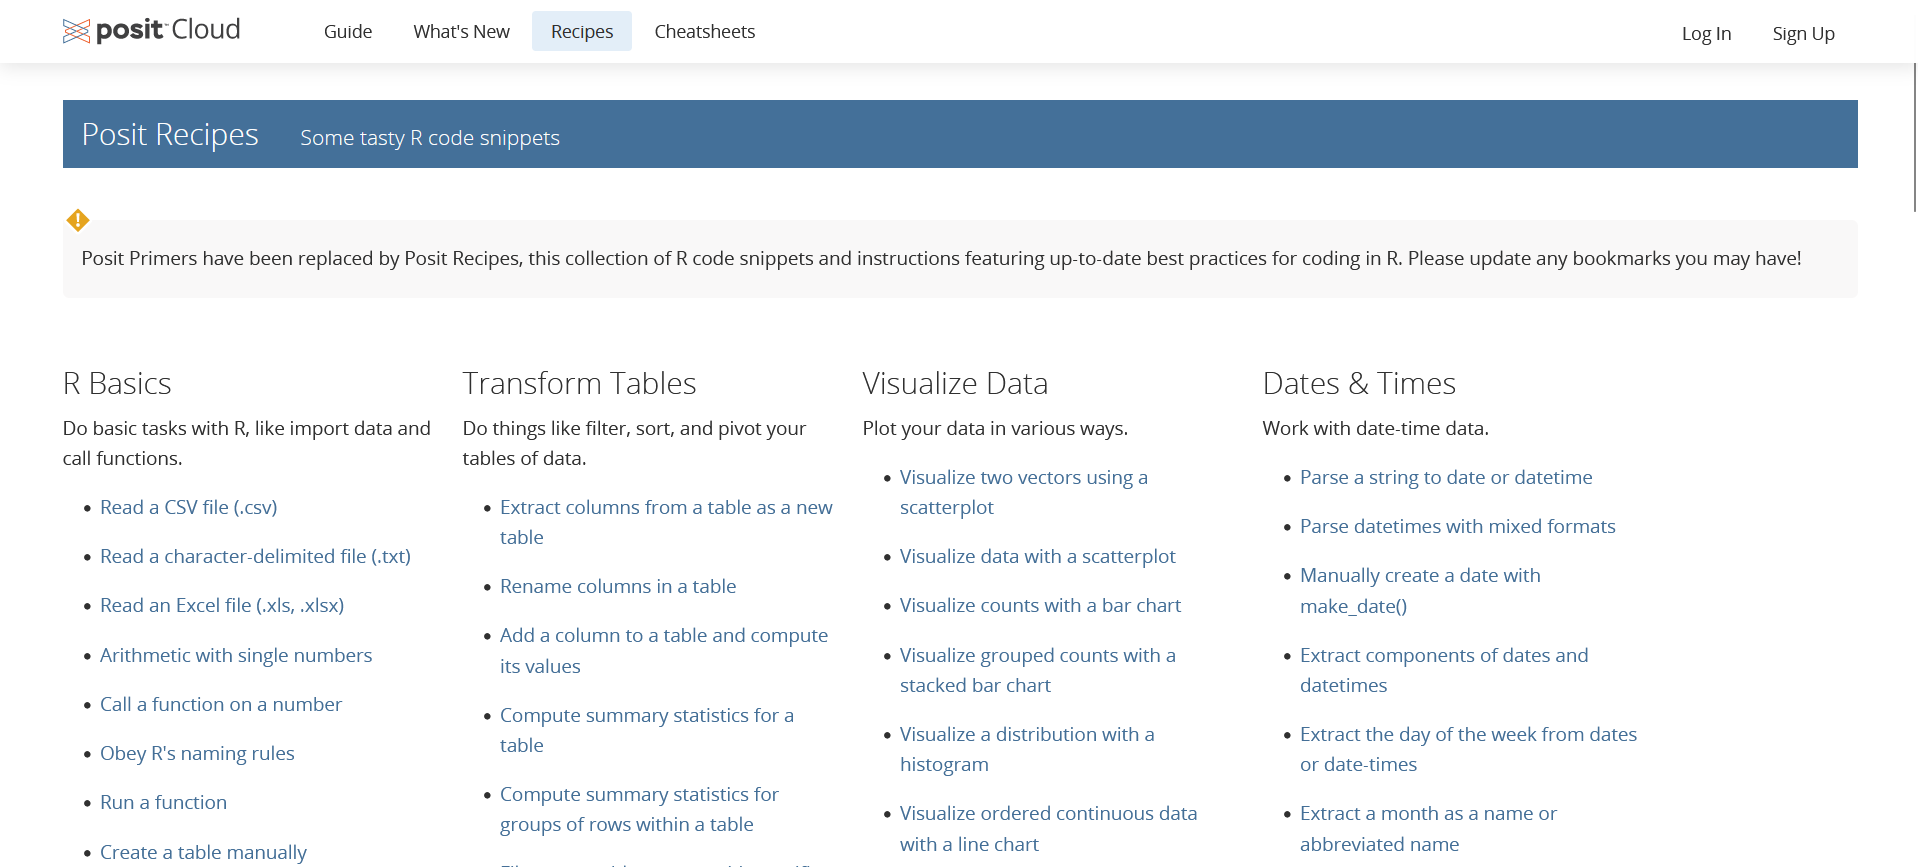 posit Cloud
Guide
What's New
Recipes
Cheatsheets
Log In
Sign Up
Posit Recipes
Some tasty R code snippets
Posit Primers have been replaced by Posit Recipes, this collection of R code snippets and instructions featuring up-to-date best practices for coding in R. Please update any bookmarks you may have!
R Basics
Do basic tasks with R, like import data and
call functions.
Read a CSV file (.csv)
Read a character-delimited file (.txt)
Read an Excel file (.xls, .xlsx)
Arithmetic with single numbers
Call a function on a number
Obey R's naming rules
Run a function
Create a table manually
Transform Tables
Do things like filter, sort, and pivot your
tables of data.
Extract columns from a table as a new
table
Rename columns in a table
Add a column to a table and compute
its values
Compute summary statistics for a
table
Compute summary statistics for
groups of rows within a table
Visualize Data
Plot your data in various ways.
Visualize two vectors using a
scatterplot
Visualize data with a scatterplot
Visualize counts with a bar chart
Visualize grouped counts with a
stacked bar chart
Visualize a distribution with a
histogram
Visualize ordered continuous data
with a line chart
Dates & Times
Work with date-time data.
Parse a string to date or datetime
Parse datetimes with mixed formats
Manually create a date with
make_date()
Extract components of dates and
datetimes
Extract the day of the week from dates
or date-times
Extract a month as a name or
abbreviated name